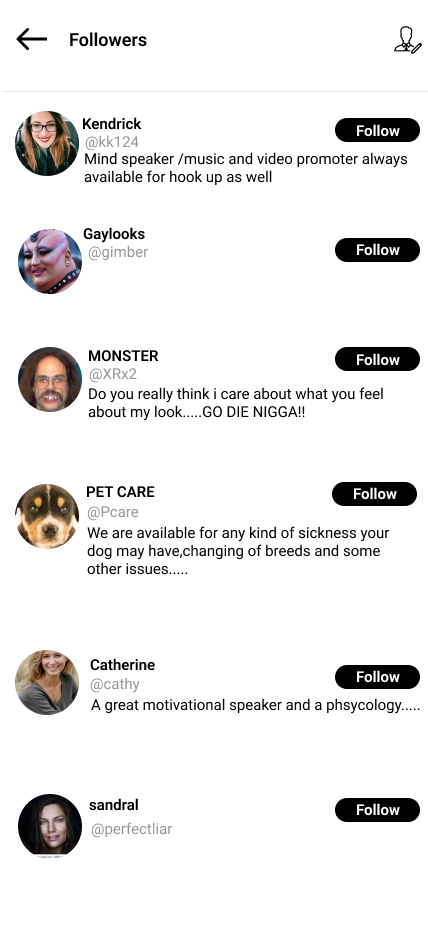 Followers
Kendrick
@kk124
Follow
Mind speaker /music and video promoter always
available for hook up as well
Gaylooks
@gimber
Follow
MONSTER
@XRx2
Follow
Do you really think i care about what you feel
about my look.....GO DIE NIGGA!!
PET CARE
@Pcare
Follow
We are available for any kind of sickness your
dog may have,changing of breeds and some
other issues.....
Catherine
@cathy
Follow
A great motivational speaker and a phsycology.....
sandral
@perfectliar
Follow